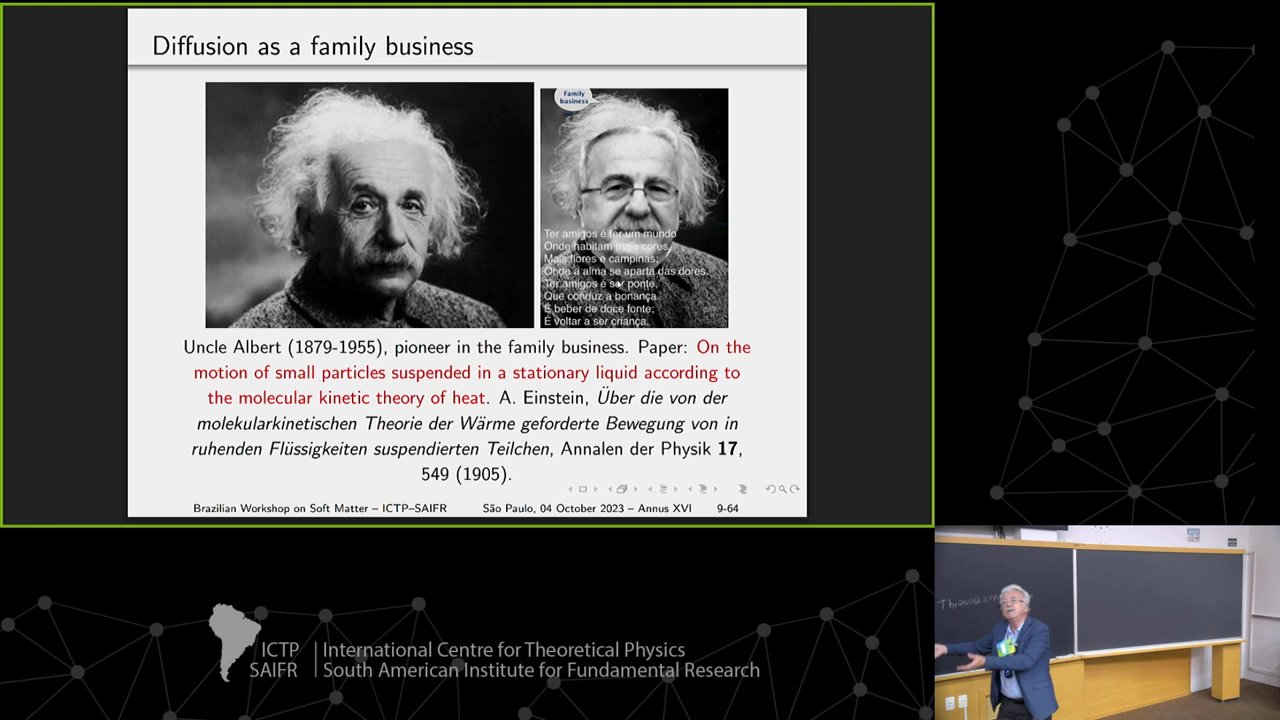 Diffusion as a family business
Family
business
Ter amigos é ter um mundo
Onde habitam mais cores,
Mais flores e campinas;
Onde a alma se aparta das dores.
Ter amigos é ser ponte,
Que conduz a bonança.
É beber de doce fonte;
É voltar a ser criança.
Uncle Albert (1879-1955), pioneer in the family business. Paper: On the
motion of small particles suspended in a stationary liquid according to
the molecular kinetic theory of heat. A. Einstein, Über die von der
molekularkinetischen Theorie der Wärme geforderte Bewegung von in
ruhenden Flüssigkeiten suspendierten Teilchen, Annalen der Physik 17,
549 (1905).
Brazilian Workshop on Soft Matter – ICTP–SAIFR São Paulo, 04 October 2023 – Annus XVI 9-64
ICTP
SAIFR
International Centre for Theoretical Physics
South American Institute for Fundamental Research